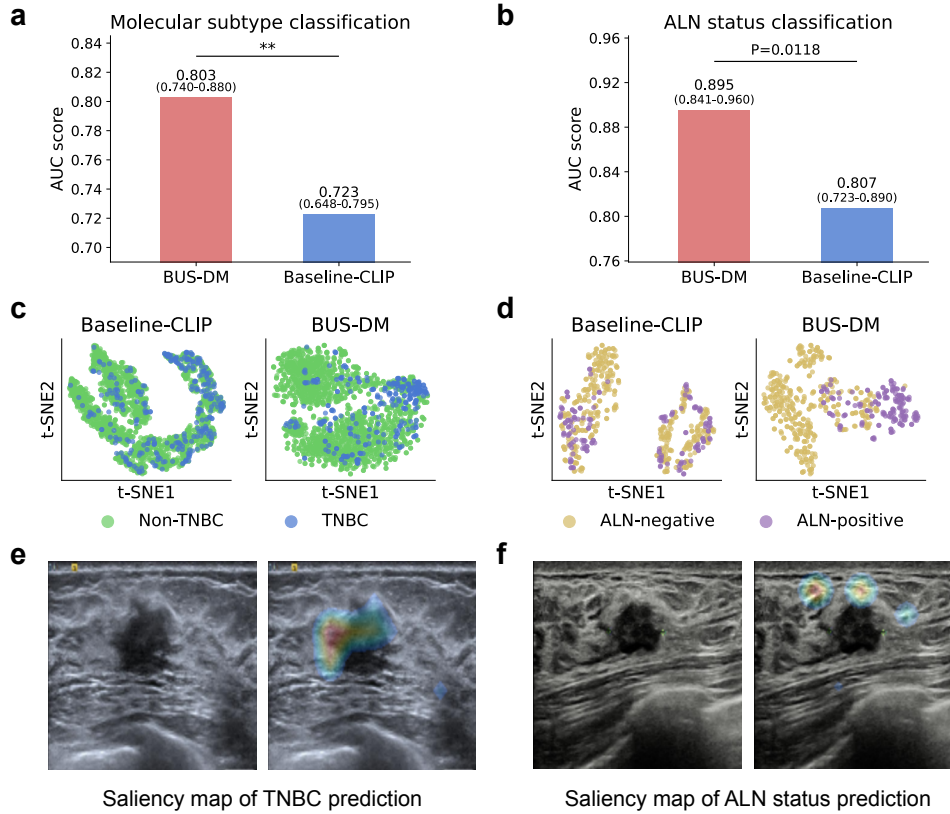 a
Molecular subtype classification
0.84
0.82
0.80
0.78
0.76
0.74
0.72
0.70
AUC score
**
0.803
(0.740-0.880)
0.723
(0.648-0.795)
BUS-DM
Baseline-CLIP
b
ALN status classification
0.96
0.92
0.88
0.84
0.80
0.76
AUC score
P=0.0118
0.895
(0.841-0.960)
0.807
(0.723-0.890)
BUS-DM
Baseline-CLIP
c
Baseline-CLIP
BUS-DM
t-SNE2
t-SNE1
t-SNE2
t-SNE1
Non-TNBC
TNBC
d
Baseline-CLIP
BUS-DM
t-SNE2
t-SNE1
t-SNE2
t-SNE1
ALN-negative
ALN-positive
e
Saliency map of TNBC prediction
f
Saliency map of ALN status prediction